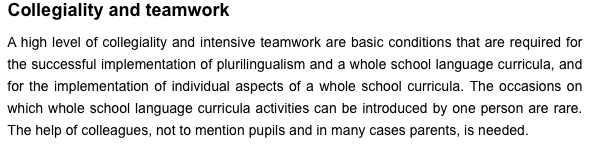 Collegiality and teamwork
A high level of collegiality and intensive teamwork are basic conditions that are required for
the successful implementation of plurilingualism and a whole school language curricula, and
for the implementation of individual aspects of a whole school curricula. The occasions on
which whole school language curricula activities can be introduced by one person are rare.
The help of colleagues, not to mention pupils and in many cases parents, is needed.